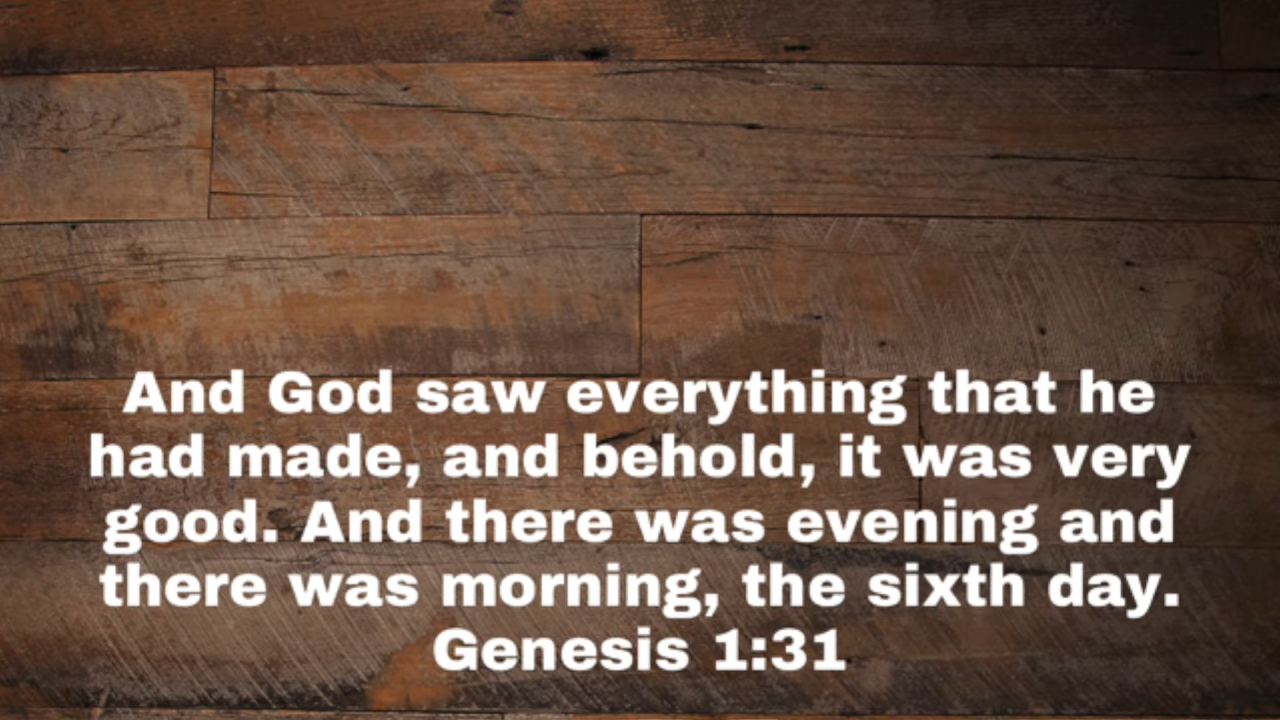 And God saw everything that he
had made, and behold, it was very
good. And there was evening and
there was morning, the sixth day.
Genesis 1:31